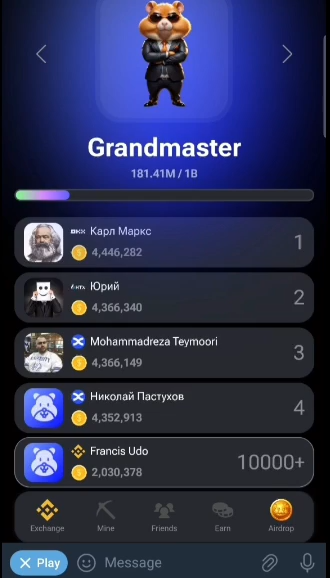 Grandmaster
181.41M / 1B
Карл Маркс
4,446,282
1
Юрий
4,366,340
2
Mohammadreza Teymoori
4,366,149
3
Николай Пастухов
4,352,913
4
Francis Udo
2,030,378
10000+
Exchange
Mine
Friends
Earn
Airdrop
Play
Message